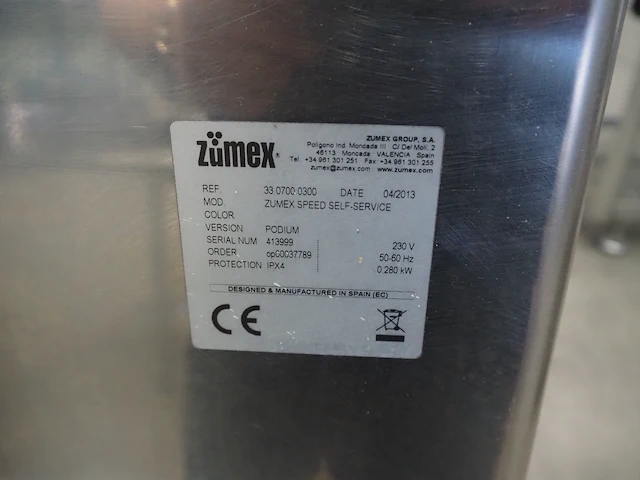 zümex®
ZUMEX GROUP, S.A.
Polígono Ind. Moncada III C/ Del Molí, 2
46113 Moncada VALENCIA Spain
Tel. +34 961 301 251 Fax +34 961 301 255
zumex@zumex.com www.zumex.com
REF. 33.0700.0300 DATE 04/2013
MOD. ZUMEX SPEED SELF-SERVICE
COLOR
VERSION PODIUM
SERIAL NUM 413999 230 V
ORDER op00037789 50-60 Hz
PROTECTION IPX4 0.280 kW
DESIGNED & MANUFACTURED IN SPAIN (EC)
CE